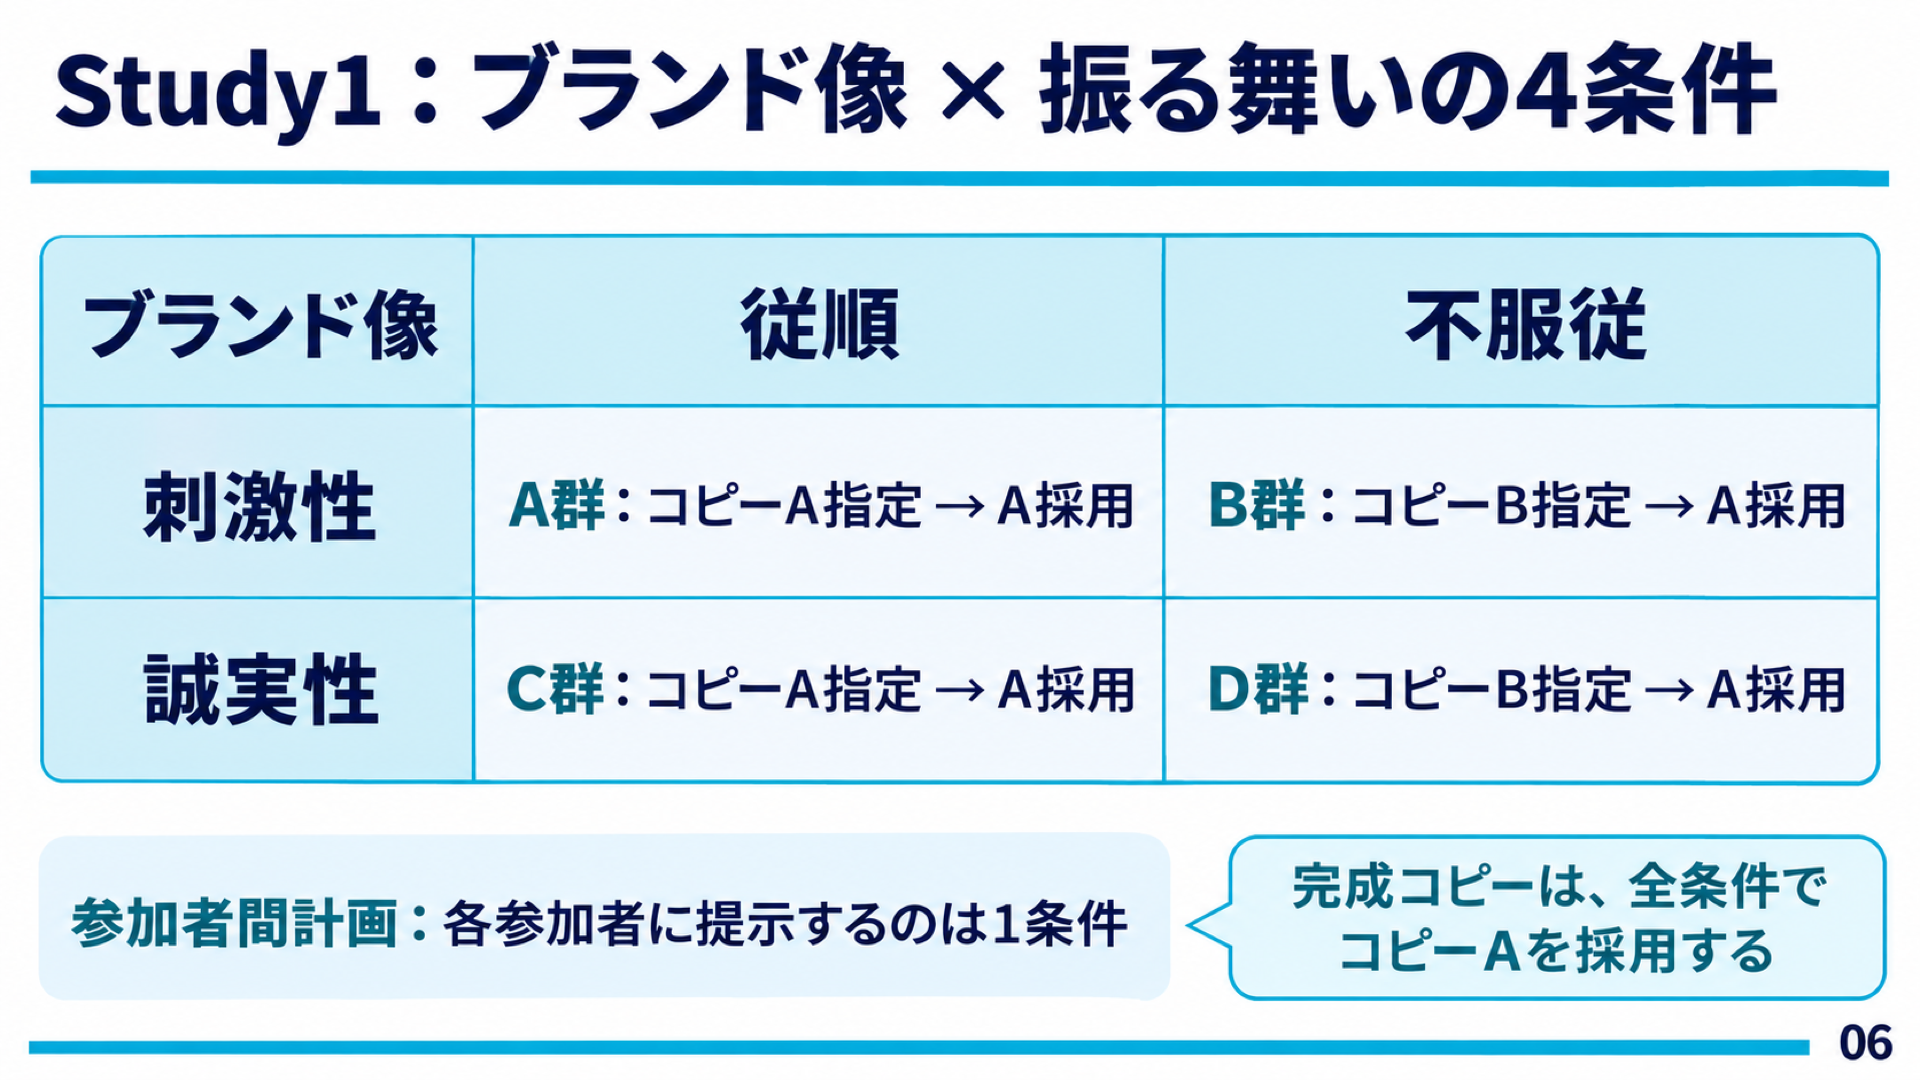 Study1：ブランド像 × 振る舞いの4条件
ブランド像
従順
不服従
刺激性
A群：コピーA指定 → A採用
B群：コピーB指定 → A採用
誠実性
C群：コピーA指定 → A採用
D群：コピーB指定 → A採用
参加者間計画：各参加者に提示するのは1条件
完成コピーは、全条件で
コピーAを採用する
06